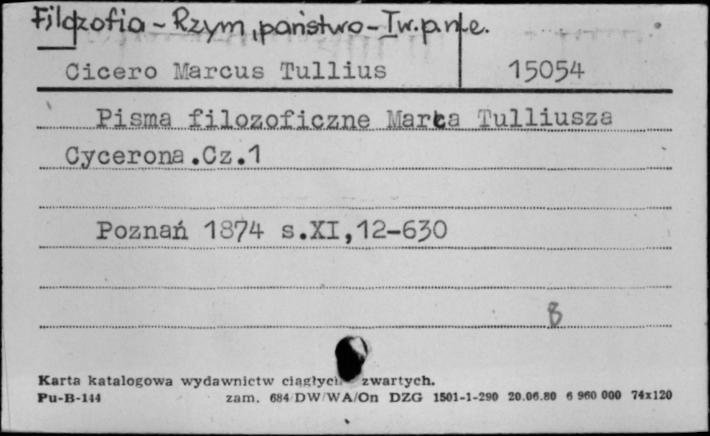 Filozofia - Rzym, państwo - I w. p.n.e.
Cicero Marcus Tullius 15054
Pisma filozoficzne Marka Tulliusza
Cycerona.Cz.1
Poznań 1874 s.XI,12-630
8
Karta katalogowa wydawnictw ciągłych zwartych.
Pu-B-144 zam. 684/DW/WA/On DZG 1501-1-290 20.06.80 6 960 000 74x120